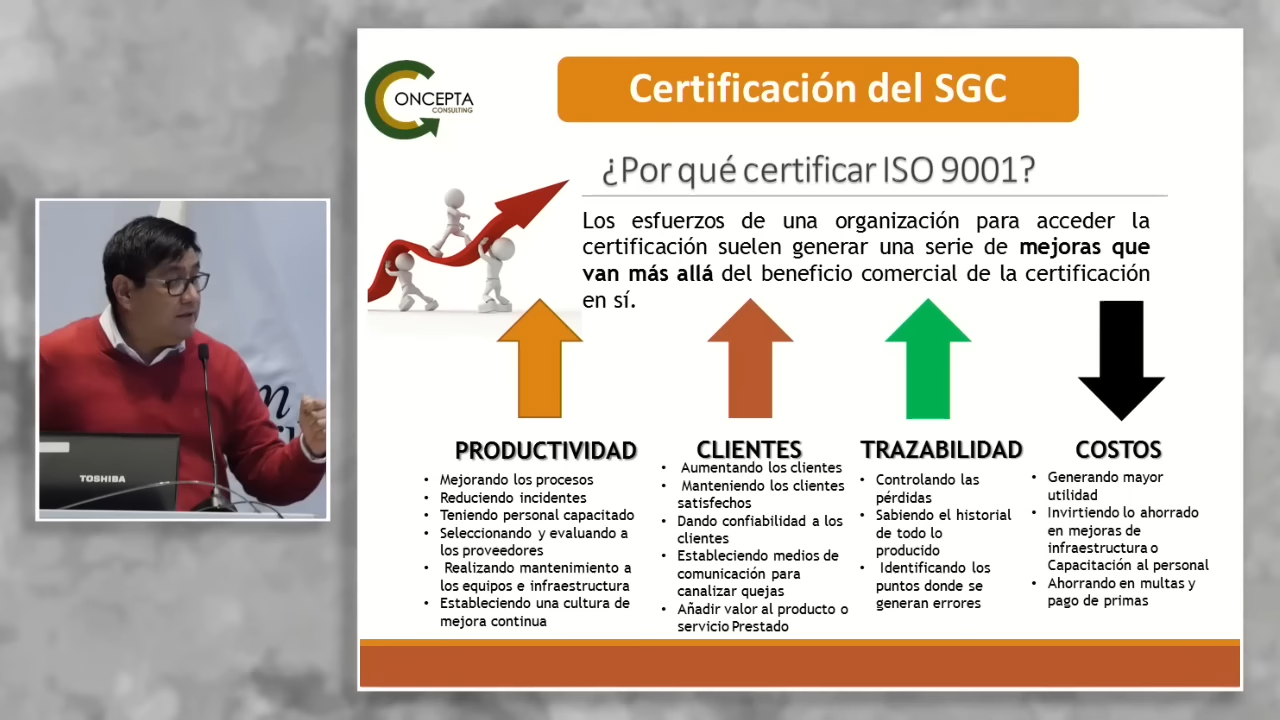 ONCEPTA
CONSULTING
Certificación del SGC
¿Por qué certificar ISO 9001?
Los esfuerzos de una organización para acceder la
certificación suelen generar una serie de mejoras que
van más allá del beneficio comercial de la certificación
en sí.
PRODUCTIVIDAD
• Mejorando los procesos
• Reduciendo incidentes
• Teniendo personal capacitado
• Seleccionando y evaluando a
los proveedores
• Realizando mantenimiento a
los equipos e infraestructura
• Estableciendo una cultura de
mejora continua
CLIENTES
• Aumentando los clientes
• Manteniendo los clientes
satisfechos
• Dando confiabilidad a los
clientes
• Estableciendo medios de
comunicación para
canalizar quejas
• Añadir valor al producto o
servicio Prestado
TRAZABILIDAD
• Controlando las
pérdidas
• Sabiendo el historial
de todo lo
producido
• Identificando los
puntos donde se
generan errores
COSTOS
• Generando mayor
utilidad
• Invirtiendo lo ahorrado
en mejoras de
infraestructura o
Capacitación al personal
• Ahorrando en multas y
pago de primas
TOSHIBA